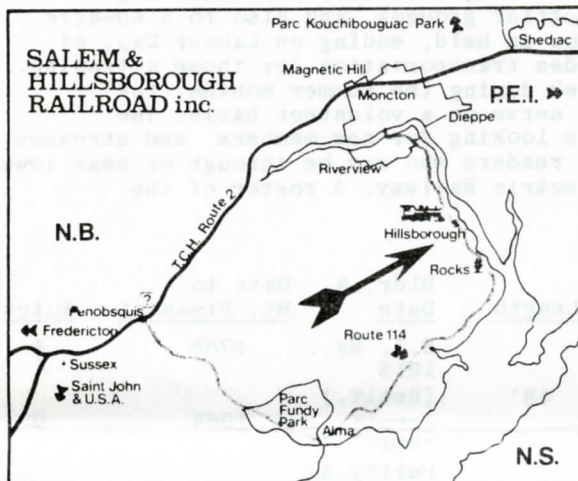 Parc Kouchibouguac Park
Shediac
SALEM &
HILLSBOROUGH
RAILROAD inc.
Magnetic Hill
Moncton
P.E.I.
Dieppe
Riverview
T.C.H. Route 2
N.B.
Hillsborough
Rocks
?
Penobsquis
Fredericton
Route 114
Sussex
Saint John
& U.S.A.
Parc
Fundy
Park
Alma
N.S.